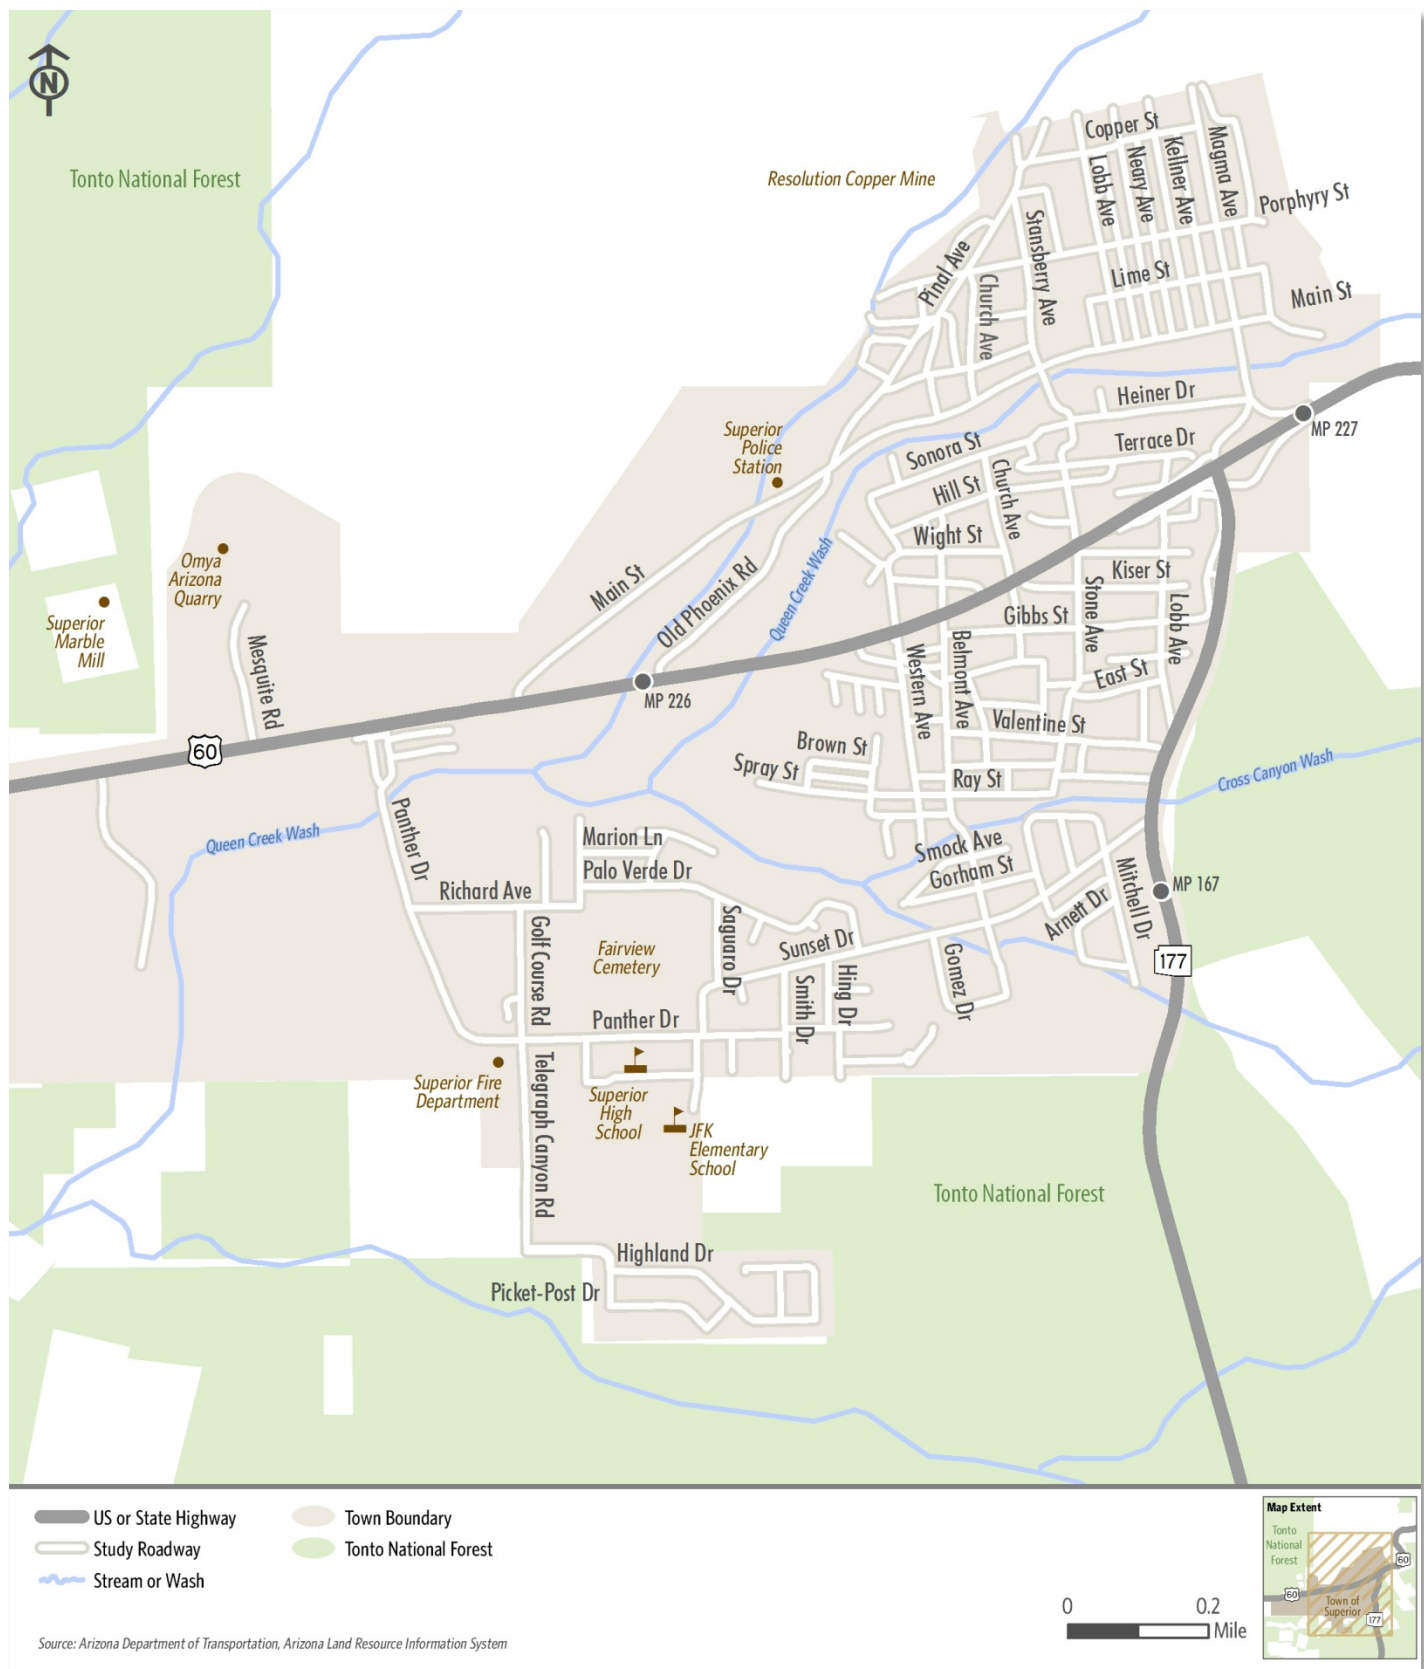 N
Tonto National Forest
Resolution Copper Mine
Copper St
Lobb Ave
Neary Ave
Kellner Ave
Magma Ave
Porphyry St
Stansberry Ave
Pinal Ave
Church Ave
Lime St
Main St
Heiner Dr
MP 227
Terrace Dr
Superior
Police
Station
Sonora St
Hill St
Church Ave
Wight St
Omya
Arizona
Quarry
Superior
Marble
Mill
Mesquite Rd
Main St
Old Phoenix Rd
Queen Creek Wash
Kiser St
Stone Ave
Lobb Ave
Gibbs St
Western Ave
Belmont Ave
East St
MP 226
60
Valentine St
Brown St
Spray St
Ray St
Cross Canyon Wash
Panther Dr
Queen Creek Wash
Marion Ln
Palo Verde Dr
Smock Ave
Gorham St
Richard Ave
Mitchell Dr
MP 167
Arnett Dr
Golf Course Rd
Fairview
Cemetery
Saguaro Dr
Sunset Dr
Gomez Dr
177
Smith Dr
Hing Dr
Panther Dr
Superior Fire
Department
Telegraph Canyon Rd
Superior
High
School
JFK
Elementary
School
Tonto National Forest
Highland Dr
Picket-Post Dr
US or State Highway
Study Roadway
Stream or Wash
Town Boundary
Tonto National Forest
Source: Arizona Department of Transportation, Arizona Land Resource Information System
0 0.2
Mile
Map Extent
Tonto
National
Forest
60
60
Town of
Superior
177